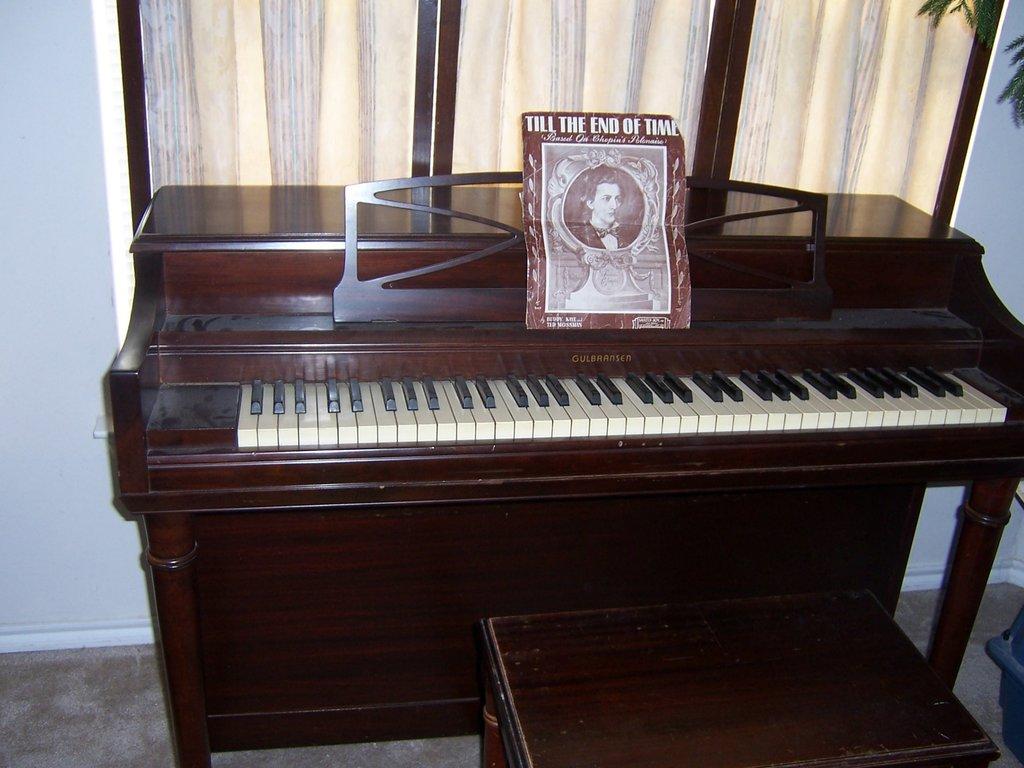 TILL THE END OF TIME
(Based On Chopin's Polonaise)
BUDDY KAYE and
TED MOSSMAN
GULBRANSEN